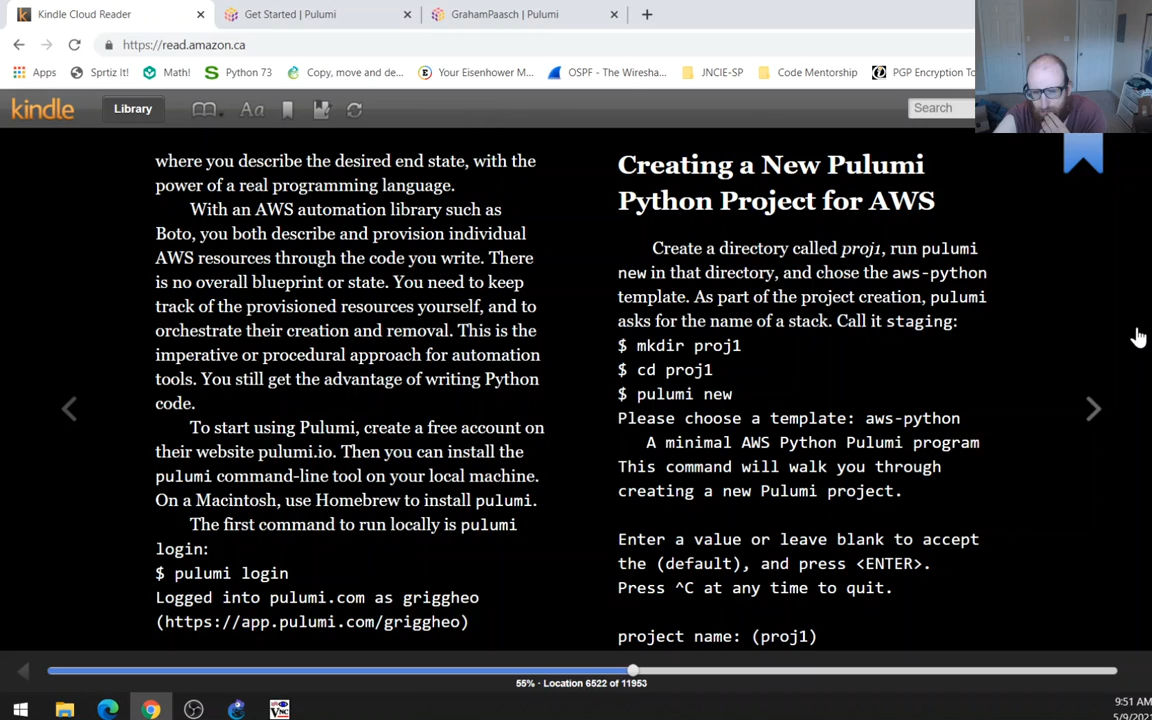 Kindle Cloud Reader
Get Started | Pulumi
GrahamPaasch | Pulumi
https://read.amazon.ca
Apps
Sprtiz It!
Math!
Python 73
Copy, move and de...
Your Eisenhower M...
OSPF - The Wiresha...
JNCIE-SP
Code Mentorship
PGP Encryption To
kindle
Library
Aa
Search
where you describe the desired end state, with the
power of a real programming language.
With an AWS automation library such as
Boto, you both describe and provision individual
AWS resources through the code you write. There
is no overall blueprint or state. You need to keep
track of the provisioned resources yourself, and to
orchestrate their creation and removal. This is the
imperative or procedural approach for automation
tools. You still get the advantage of writing Python
code.
To start using Pulumi, create a free account on
their website pulumi.io. Then you can install the
pulumi command-line tool on your local machine.
On a Macintosh, use Homebrew to install pulumi.
The first command to run locally is pulumi
login:
$ pulumi login
Logged into pulumi.com as griggheo
(https://app.pulumi.com/griggheo)
Creating a New Pulumi
Python Project for AWS
Create a directory called proj1, run pulumi
new in that directory, and chose the aws-python
template. As part of the project creation, pulumi
asks for the name of a stack. Call it staging:
$ mkdir proj1
$ cd proj1
$ pulumi new
Please choose a template: aws-python
A minimal AWS Python Pulumi program
This command will walk you through
creating a new Pulumi project.
Enter a value or leave blank to accept
the (default), and press <ENTER>.
Press ^C at any time to quit.
project name: (proj1)
55% - Location 6522 of 11953
9:51 AM
5/9/202